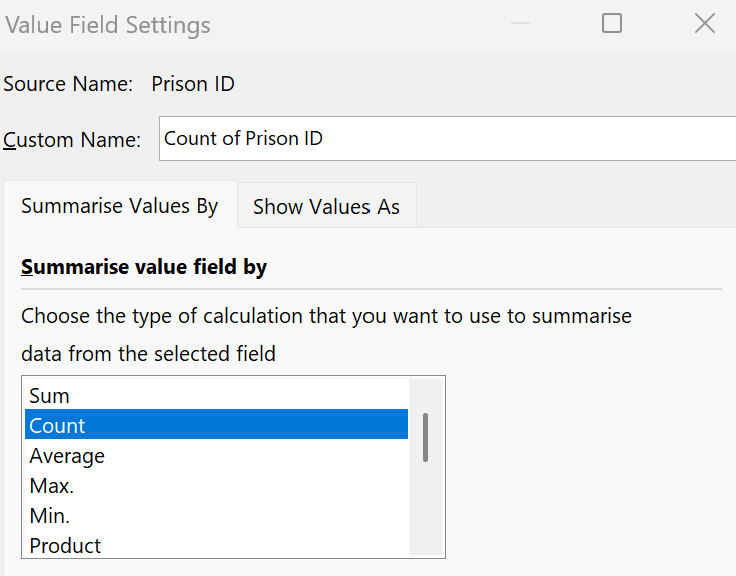 Value Field Settings
Source Name: Prison ID
Custom Name: Count of Prison ID
Summarise Values By Show Values As
Summarise value field by
Choose the type of calculation that you want to use to summarise
data from the selected field
Sum
Count
Average
Max.
Min.
Product